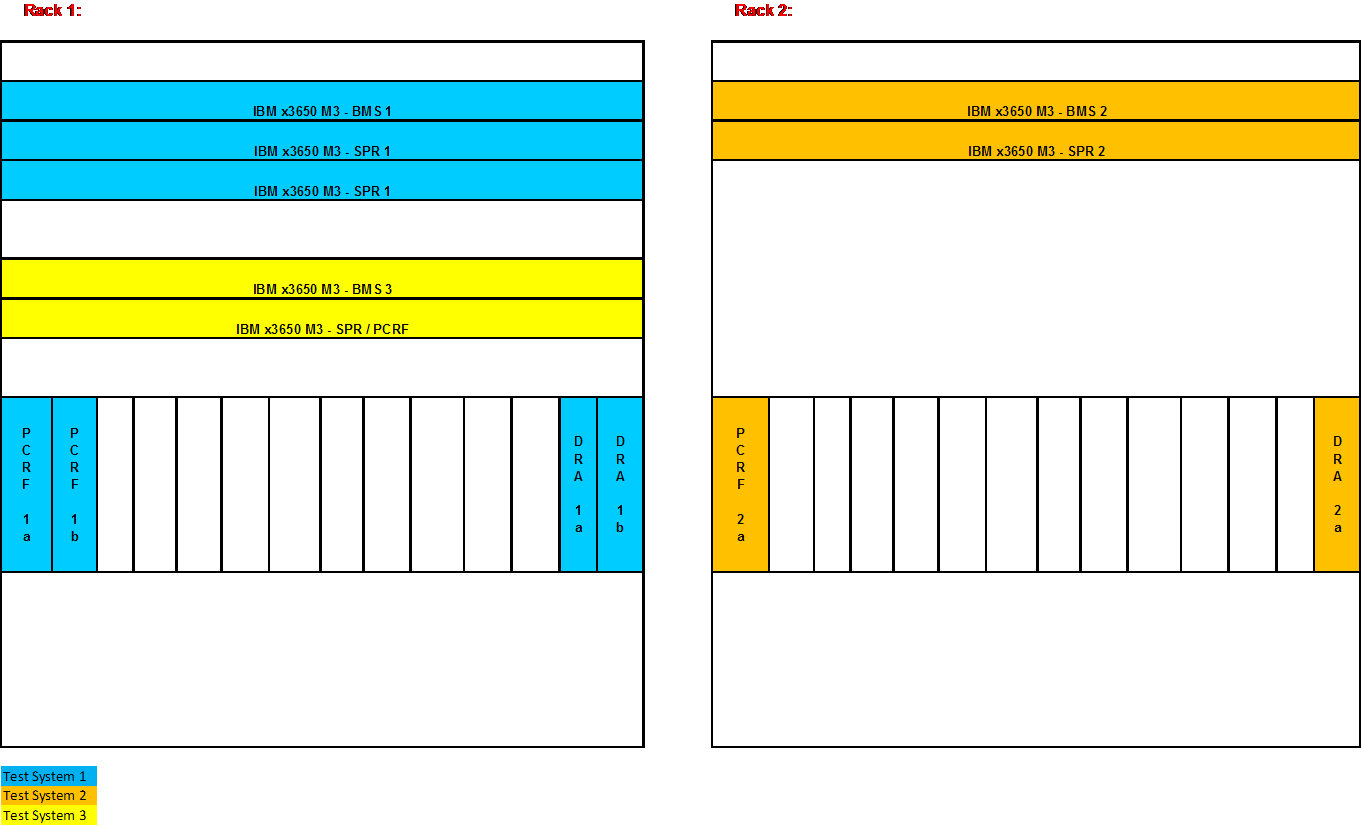 Rack 1:
Rack 2:
IBM x3650 M3 - BMS 1
IBM x3650 M3 - SPR 1
IBM x3650 M3 - SPR 1
IBM x3650 M3 - BMS 3
IBM x3650 M3 - SPR / PCRF
PCRF 1a
PCRF 1b
DRA 1a
DRA 1b
IBM x3650 M3 - BMS 2
IBM x3650 M3 - SPR 2
PCRF 2a
DRA 2a
Test System 1
Test System 2
Test System 3